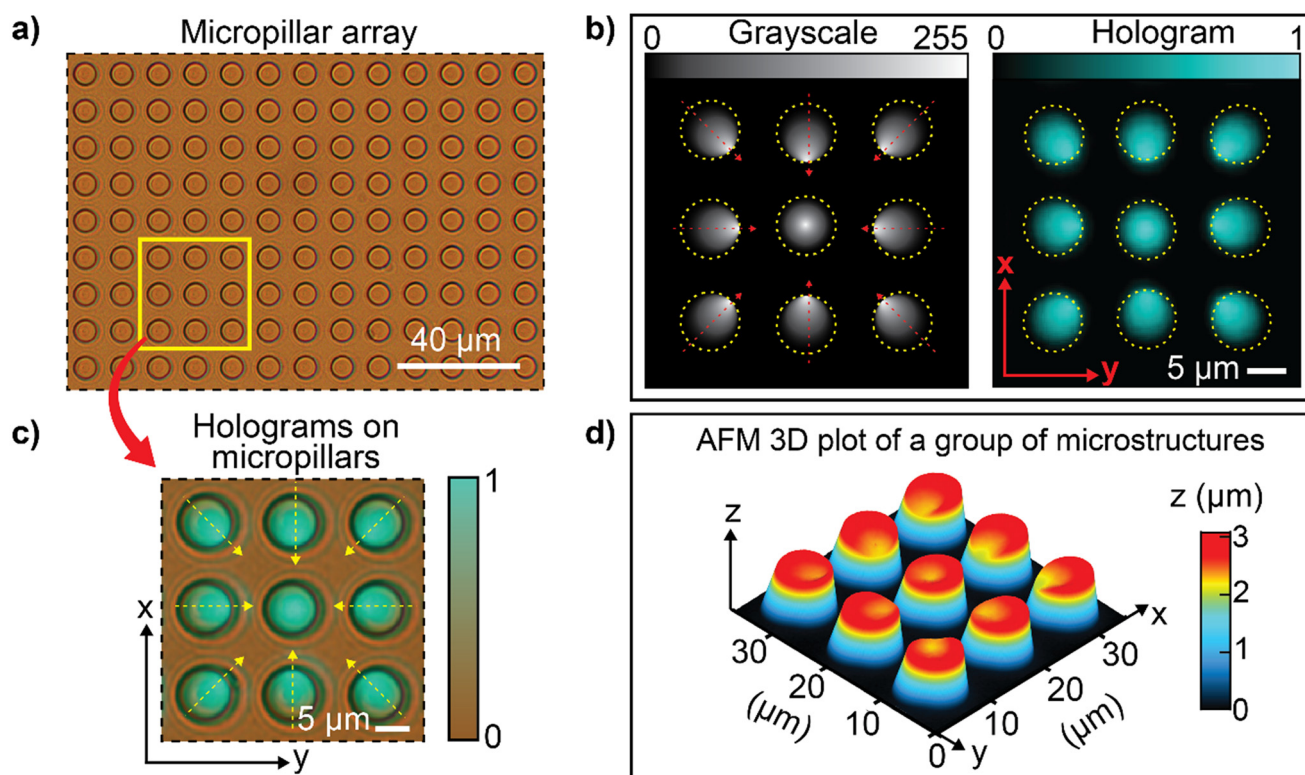 a)
Micropillar array
40 µm
b)
0 Grayscale 255
0 Hologram 1
x
y
5 µm
c)
Holograms on
micropillars
1
0
x
y
5 µm
d)
AFM 3D plot of a group of microstructures
z
z (µm)
3
2
1
0
x
30
20
10
0
(µm)
30
20
10
(µm)
y